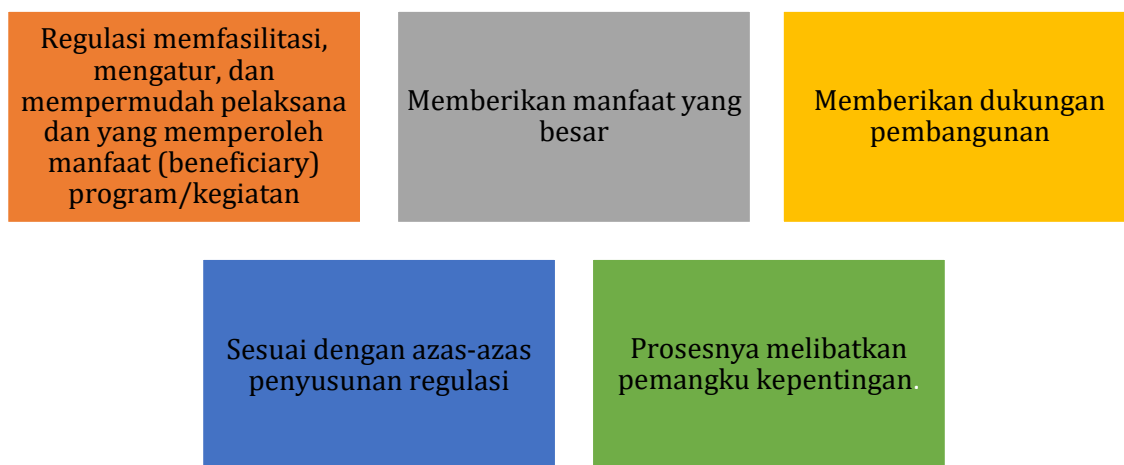 Regulasi memfasilitasi,
mengatur, dan
mempermudah pelaksana
dan yang memperoleh
manfaat (beneficiary)
program/kegiatan
Memberikan manfaat yang
besar
Memberikan dukungan
pembangunan
Sesuai dengan azas-azas
penyusunan regulasi
Prosesnya melibatkan
pemangku kepentingan.